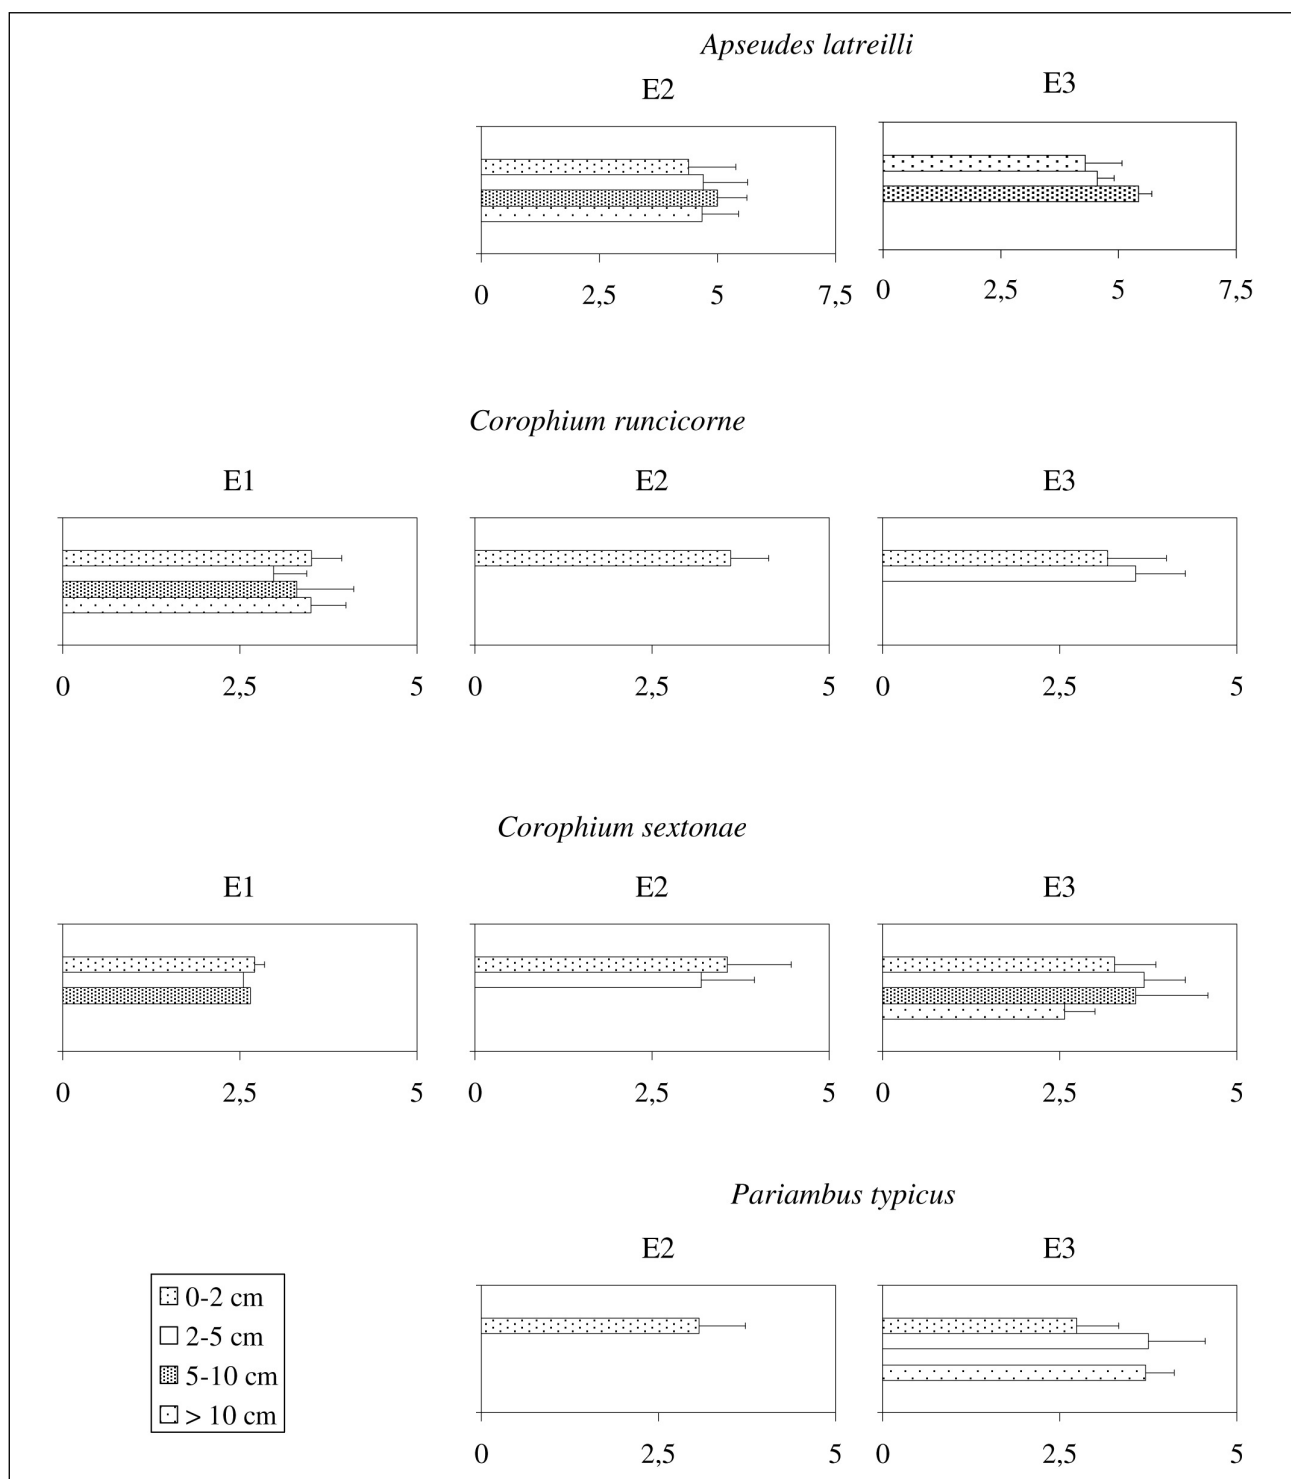 Apseudes latreilli
E2 E3
0 2,5 5 7,5 0 2,5 5 7,5
Corophium runcicorne
E1 E2 E3
0 2,5 5 0 2,5 5 0 2,5 5
Corophium sextonae
E1 E2 E3
0 2,5 5 0 2,5 5 0 2,5 5
Pariambus typicus
E2 E3
0-2 cm
2-5 cm
5-10 cm
> 10 cm
0 2,5 5 0 2,5 5